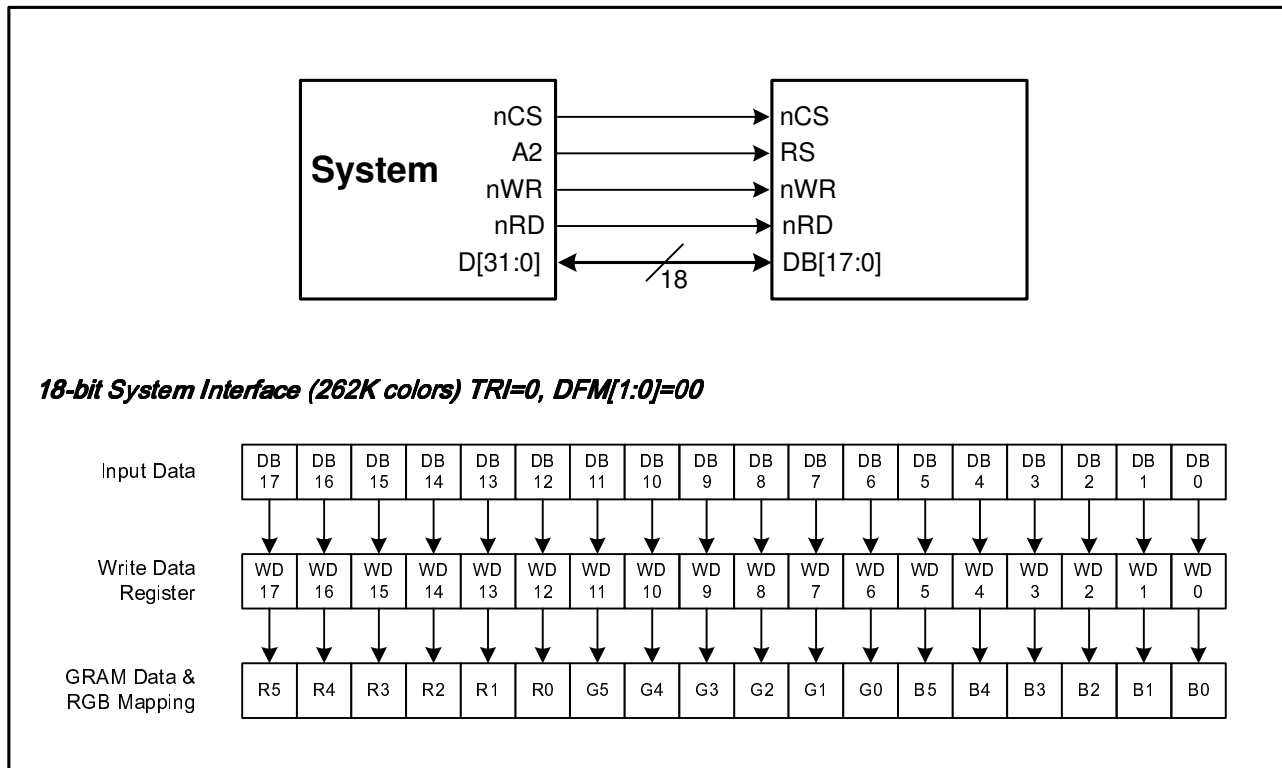 nCS nCS
A2 RS
System
nWR nWR
nRD nRD
D[31:0] DB[17:0]
18
18-bit System Interface (262K colors) TRI=0, DFM[1:0]=00
Input Data
DB DB DB DB DB DB DB DB DB DB DB DB DB DB DB DB DB DB
17 16 15 14 13 12 11 10 9 8 7 6 5 4 3 2 1 0
Write Data
Register
WD WD WD WD WD WD WD WD WD WD WD WD WD WD WD WD WD WD
17 16 15 14 13 12 11 10 9 8 7 6 5 4 3 2 1 0
GRAM Data &
RGB Mapping
R5 R4 R3 R2 R1 R0 G5 G4 G3 G2 G1 G0 B5 B4 B3 B2 B1 B0